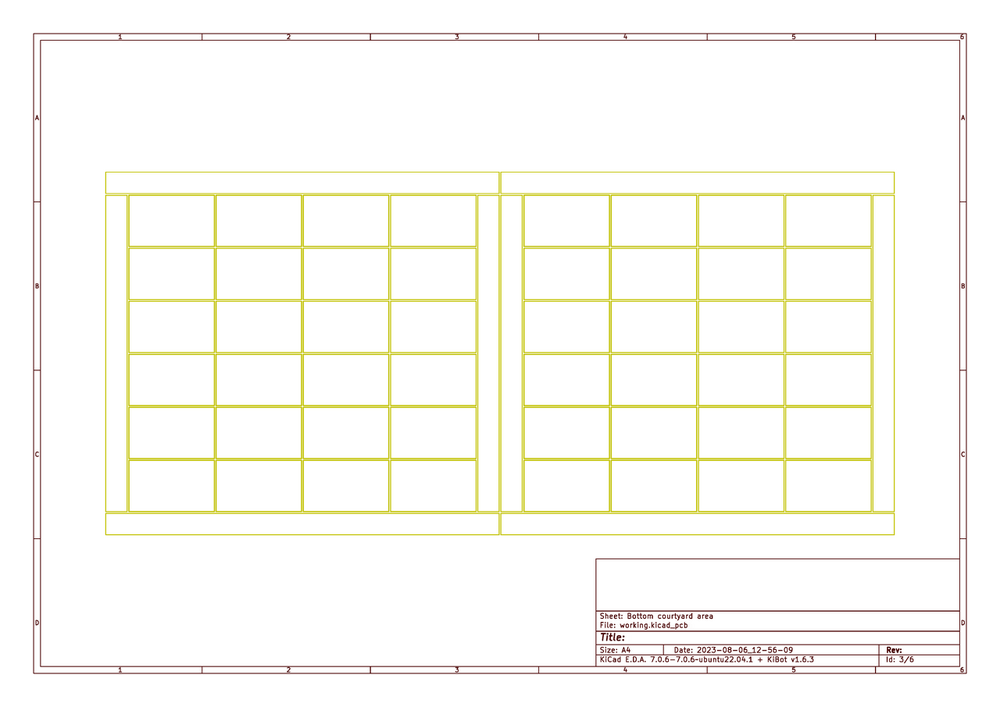 1 2 3 4 5 6
A A
B B
C C
D D
Sheet: Bottom courtyard area
File: working.kicad_pcb
Title:
Size: A4 Date: 2023-08-06_12-56-09 Rev:
KiCad E.D.A. 7.0.6-7.0.6-ubuntu22.04.1 + KiBot v1.6.3 Id: 3/6
1 2 3 4 5 6